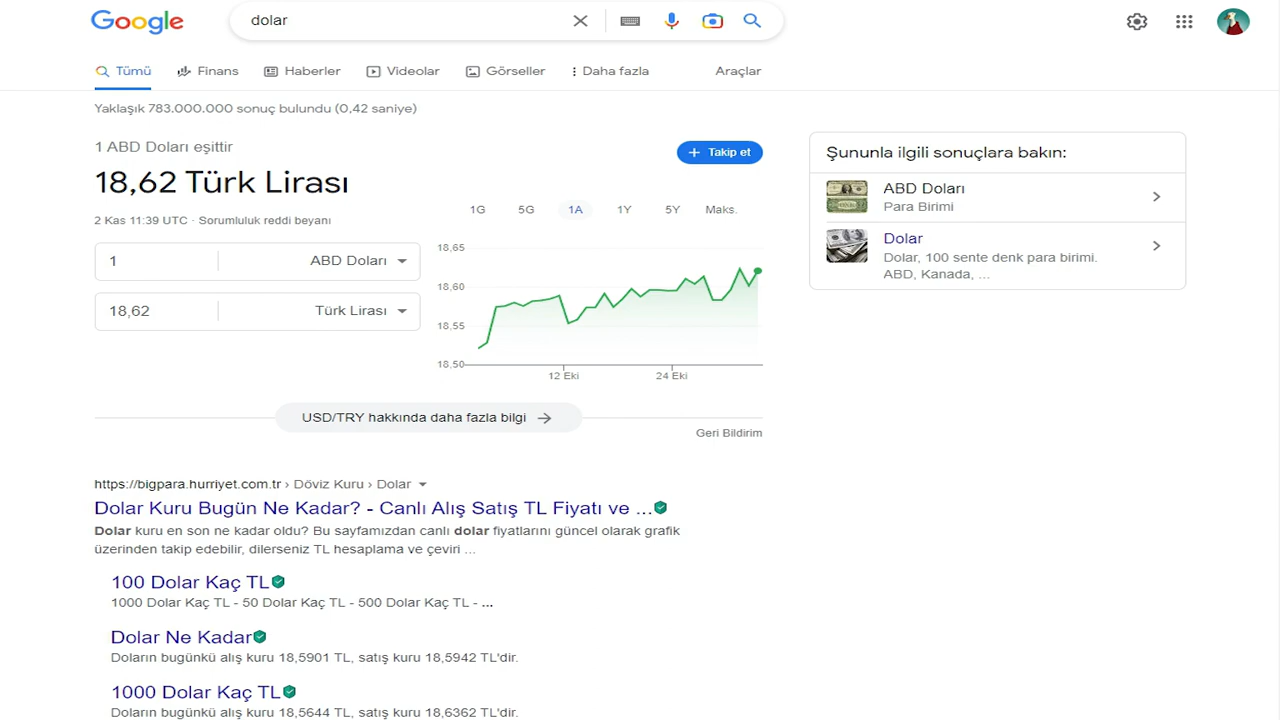 Google
dolar
Tümü Finans Haberler Videolar Görseller Daha fazla Araçlar
Yaklaşık 783.000.000 sonuç bulundu (0,42 saniye)
1 ABD Doları eşittir
18,62 Türk Lirası
2 Kas 11:39 UTC · Sorumluluk reddi beyanı
1 ABD Doları
18,62 Türk Lirası
+ Takip et
1G 5G 1A 1Y 5Y Maks.
18,65
18,60
18,55
18,50
12 Eki 24 Eki
USD/TRY hakkında daha fazla bilgi
Geri Bildirim
Şununla ilgili sonuçlara bakın:
ABD Doları
Para Birimi
Dolar
Dolar, 100 sente denk para birimi.
ABD, Kanada, ...
https://bigpara.hurriyet.com.tr › Döviz Kuru › Dolar
Dolar Kuru Bugün Ne Kadar? - Canlı Alış Satış TL Fiyatı ve ...
Dolar kuru en son ne kadar oldu? Bu sayfamızdan canlı dolar fiyatlarını güncel olarak grafik
üzerinden takip edebilir, dilerseniz TL hesaplama ve çeviri ...
100 Dolar Kaç TL
1000 Dolar Kaç TL - 50 Dolar Kaç TL - 500 Dolar Kaç TL - ...
Dolar Ne Kadar
Doların bugünkü alış kuru 18,5901 TL, satış kuru 18,5942 TL'dir.
1000 Dolar Kaç TL
Doların bugünkü alış kuru 18,5644 TL, satış kuru 18,6362 TL'dir.